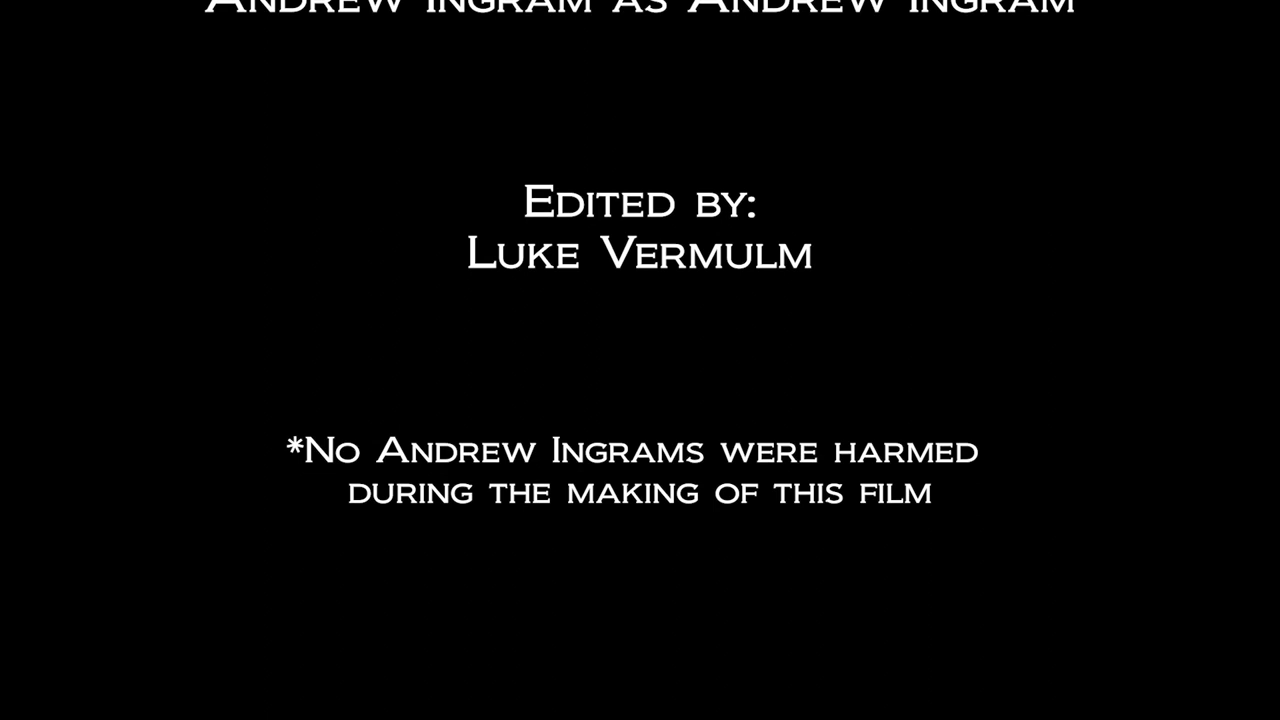 Andrew Ingram as Andrew Ingram
Edited by:
Luke Vermulm
*No Andrew Ingrams were harmed
during the making of this film